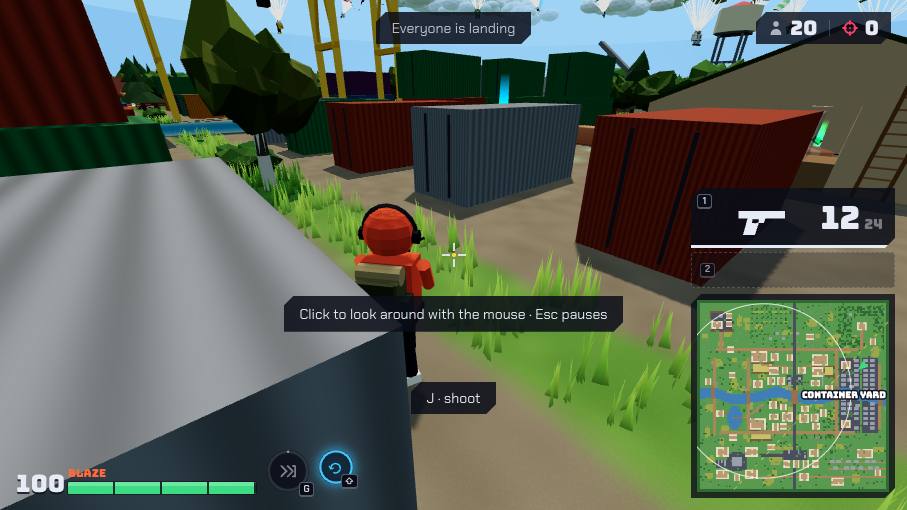 Everyone is landing
20
0
1
12 24
2
Click to look around with the mouse · Esc pauses
J · shoot
CONTAINER YARD
100
BLAZE
G